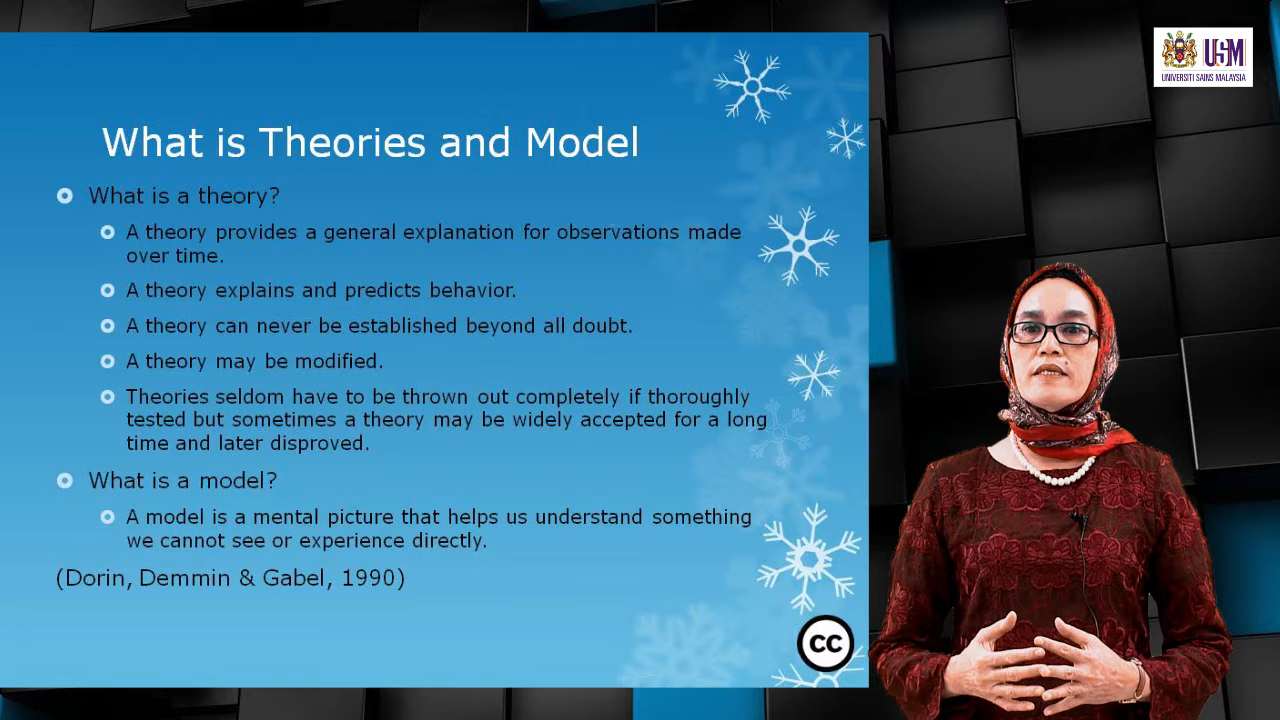 USM
UNIVERSITI SAINS MALAYSIA
What is Theories and Model
What is a theory?
A theory provides a general explanation for observations made
over time.
A theory explains and predicts behavior.
A theory can never be established beyond all doubt.
A theory may be modified.
Theories seldom have to be thrown out completely if thoroughly
tested but sometimes a theory may be widely accepted for a long
time and later disproved.
What is a model?
A model is a mental picture that helps us understand something
we cannot see or experience directly.
(Dorin, Demmin & Gabel, 1990)
cc